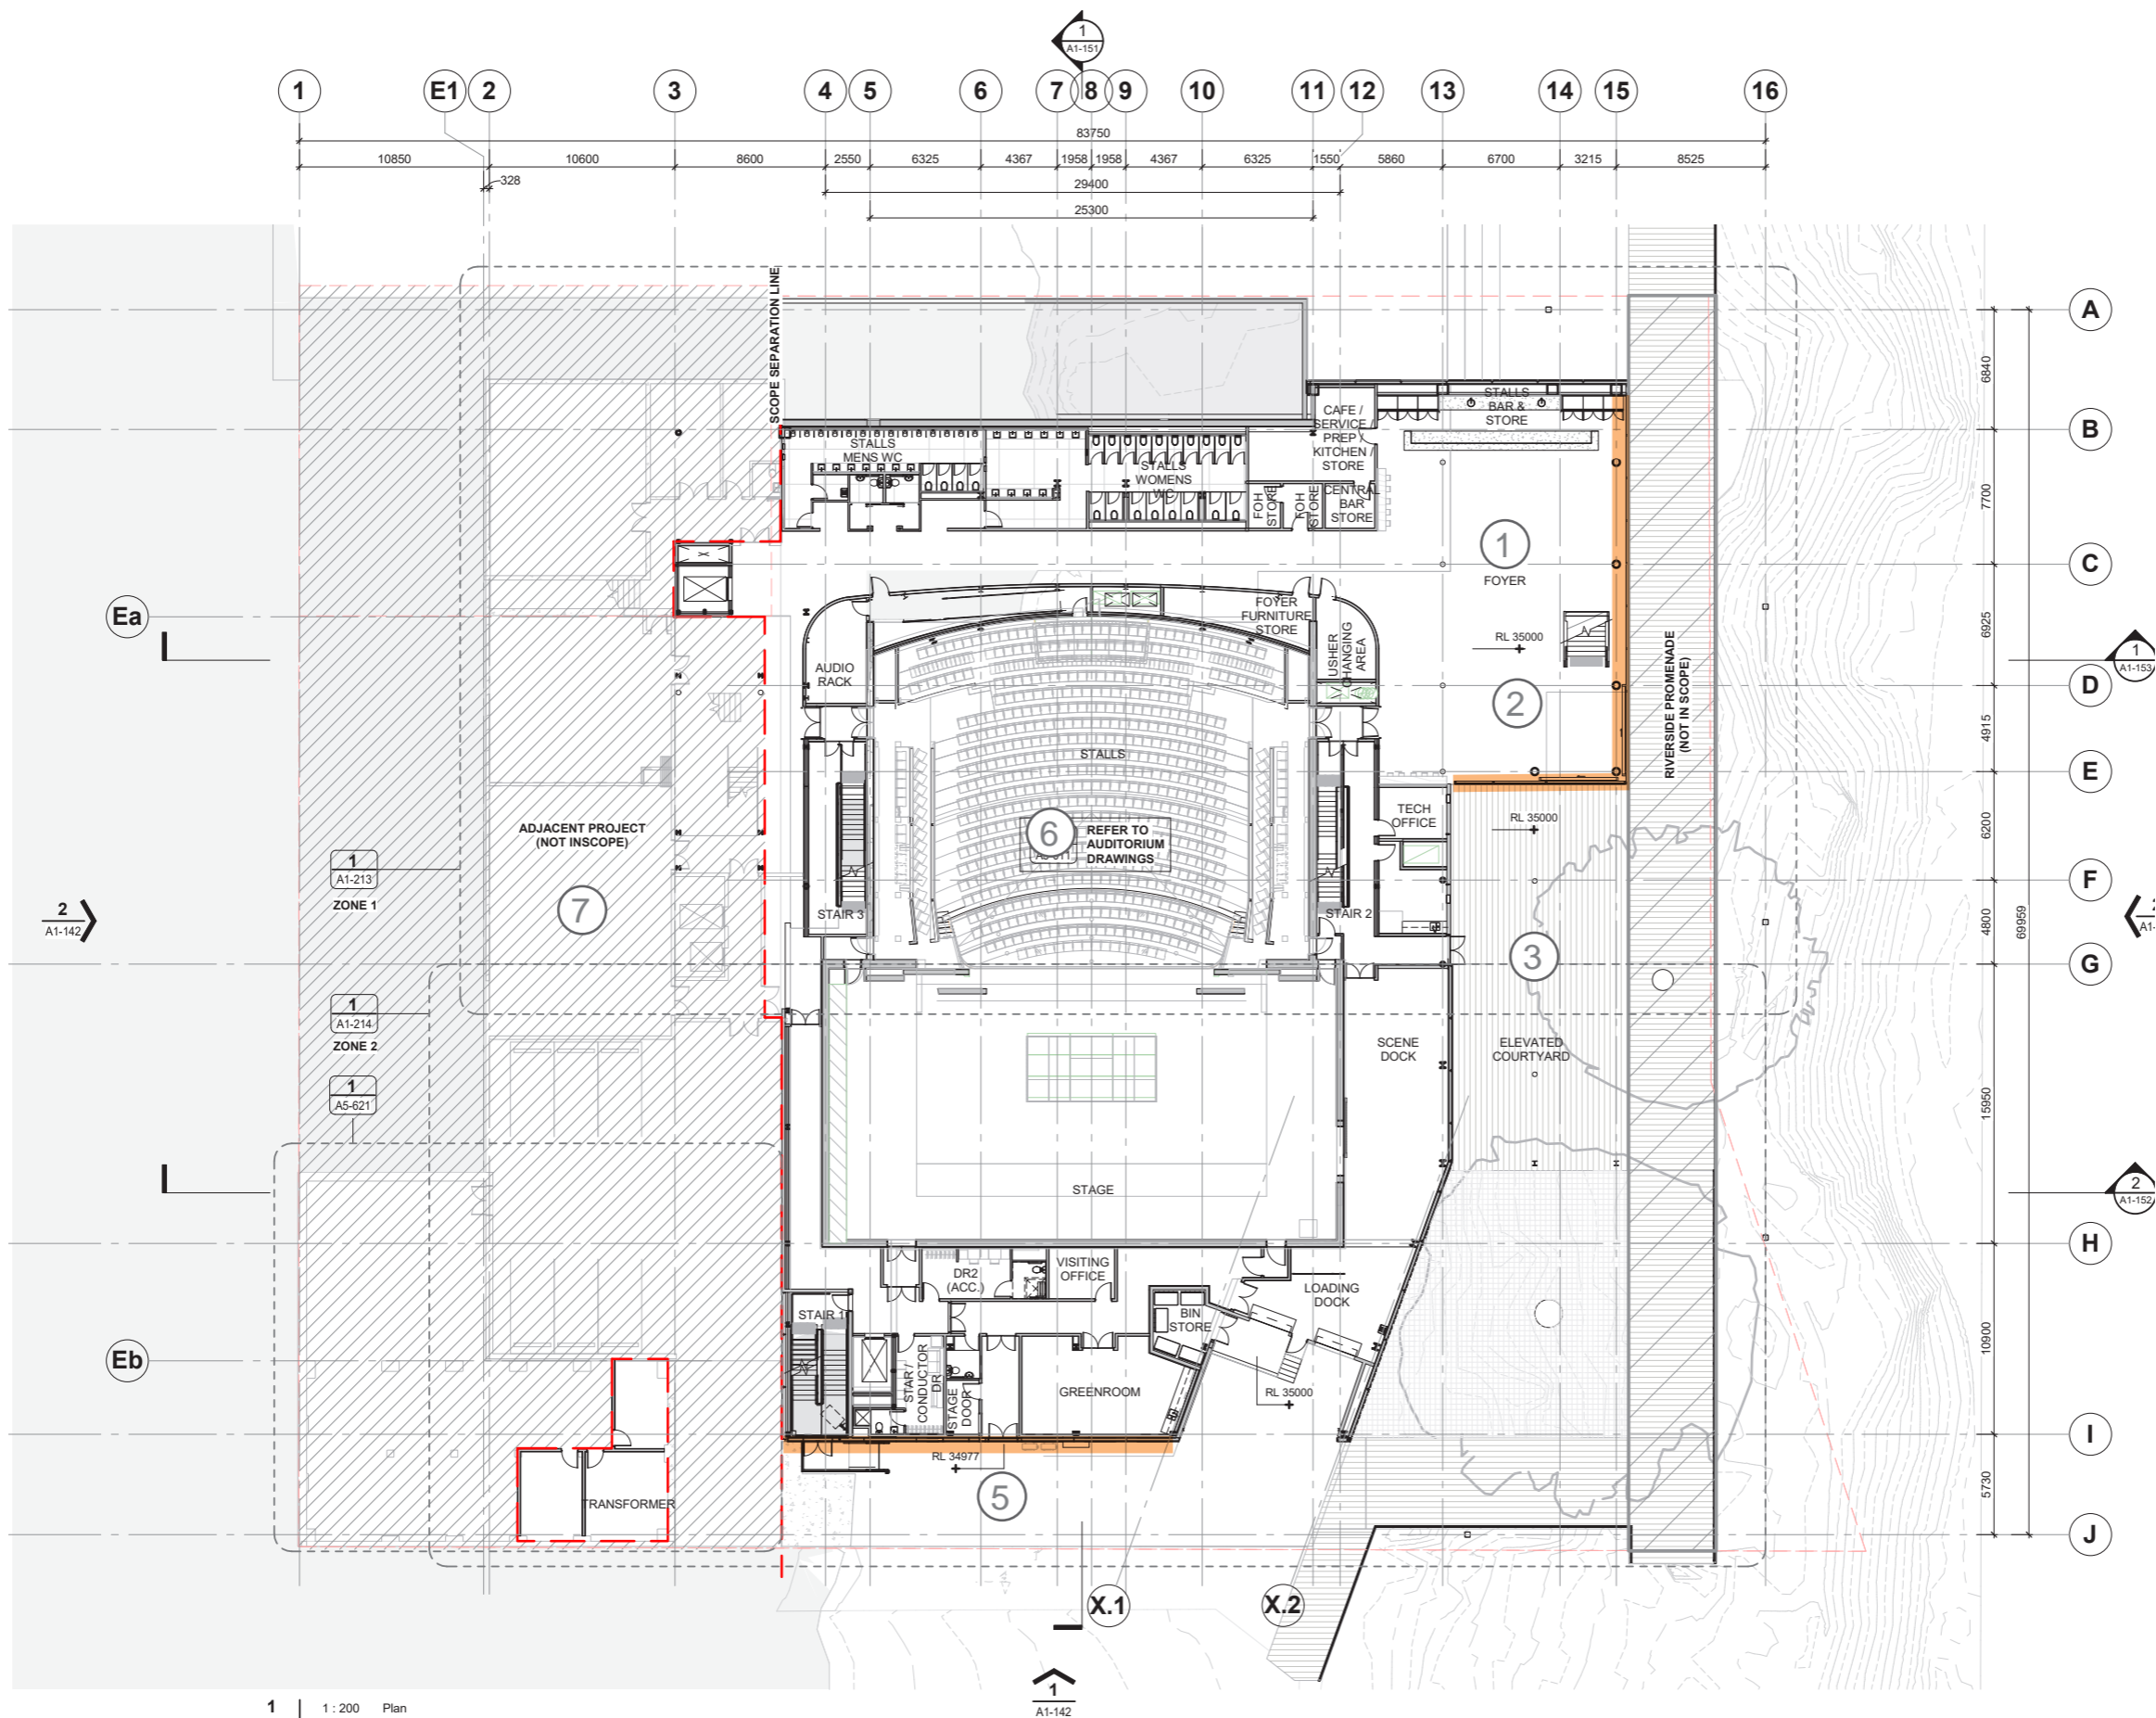 1
A1-151
1
E1
2
3
4
5
6
7
8
9
10
11
12
13
14
15
16
83750
10850
10600
8600
2550
6325
4367
1958
1958
4367
6325
1550
5860
6700
3215
8525
328
29400
25300
SCOPE SEPARATION LINE
A
B
C
D
E
F
G
H
I
J
6840
7700
6925
4915
6200
4800
15950
10900
5730
69959
Ea
Eb
STALLS
MENS WC
STALLS
WOMENS
WC
CAFE /
SERVICE /
PREP /
KITCHEN /
STORE
STALLS
BAR &
STORE
FOH
STORE
FOH
STORE
CENTRAL
BAR
STORE
1
FOYER
RL 35000
2
AUDIO
RACK
FOYER
FURNITURE
STORE
USHER
CHANGING
AREA
RIVERSIDE PROMENADE
(NOT IN SCOPE)
1
A1-153
STALLS
6
REFER TO
AUDITORIUM
DRAWINGS
TECH
OFFICE
RL 35000
ADJACENT PROJECT
(NOT INSCOPE)
7
1
A1-213
ZONE 1
2
A1-142
STAIR 3
STAIR 2
3
1
A1-214
ZONE 2
1
A5-621
SCENE
DOCK
ELEVATED
COURTYARD
STAGE
2
A1-152
DR2
(ACC.)
VISITING
OFFICE
LOADING
DOCK
BIN
STORE
STAIR 1
STAR /
CONDUCTOR
DR
STAGE
DOOR
GREENROOM
RL 35000
RL 34977
5
TRANSFORMER
X.1
X.2
1
A1-142
1
1 : 200
Plan